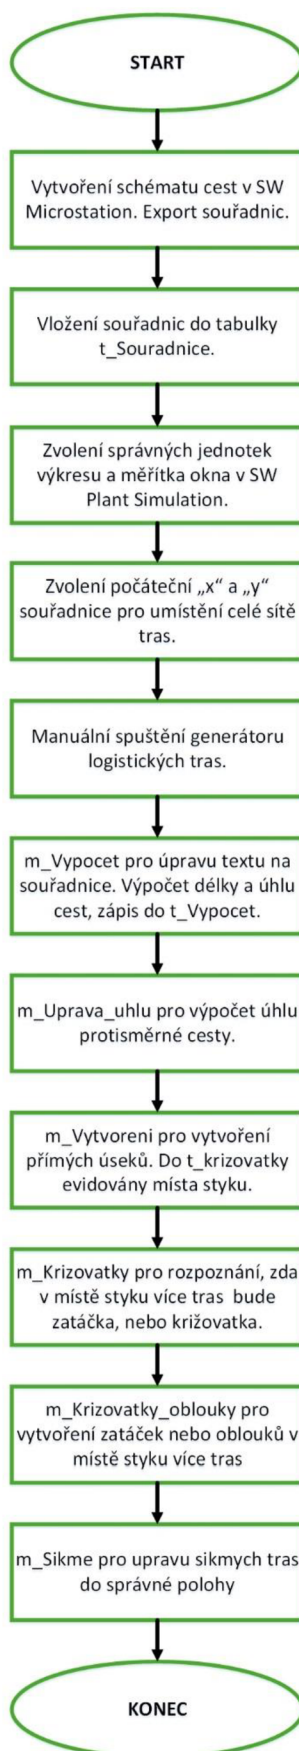 START
Vytvoření schématu cest v SW
Microstation. Export souřadnic.
Vložení souřadnic do tabulky
t_Souradnice.
Zvolení správných jednotek
výkresu a měřítka okna v SW
Plant Simulation.
Zvolení počáteční „x“ a „y“
souřadnice pro umístění celé sítě
tras.
Manuální spuštění generátoru
logistických tras.
m_Vypocet pro úpravu textu na
souřadnice. Výpočet délky a úhlu
cest, zápis do t_Vypocet.
m_Uprava_uhlu pro výpočet úhlu
protisměrné cesty.
m_Vytvoreni pro vytvoření
přímých úseků. Do t_krizovatky
evidovány místa styku.
m_Krizovatky pro rozpoznání, zda
v místě styku více tras bude
zatáčka, nebo križovatka.
m_Krizovatky_oblouky pro
vytvoření zatáček nebo oblouků v
místě styku více tras
m_Sikme pro upravu sikmych tras
do správné polohy
KONEC